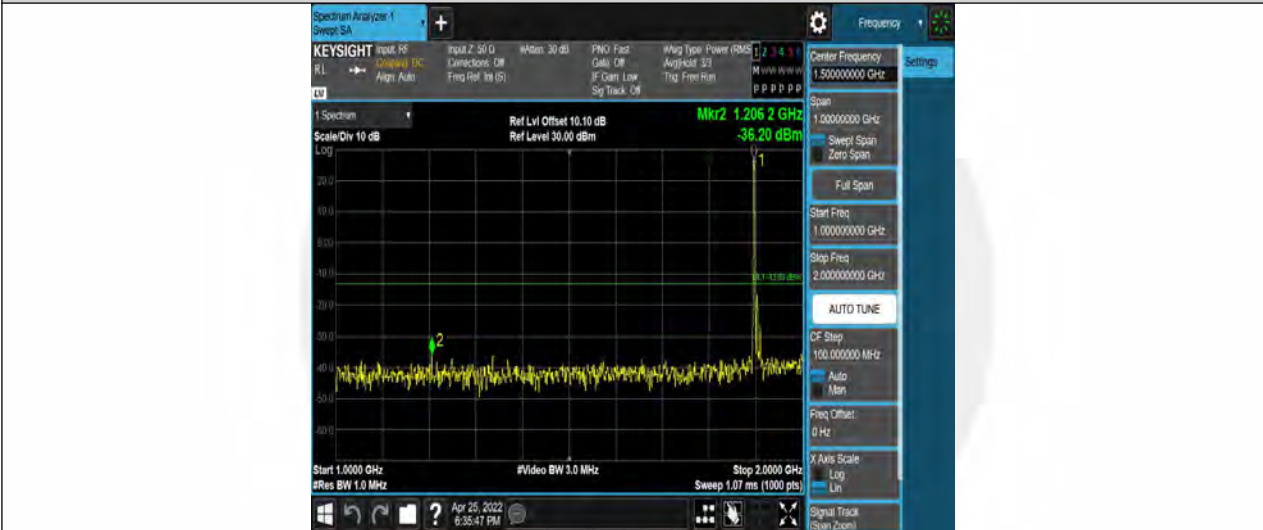 Spectrum Analyzer 1
Swept SA
+
Frequency
KEYSIGHT Input: RF
RL
Coupling: DC
Align: Auto
Input Z: 50 Ω
Corrections: Off
Freq Ref: Int (S)
#Atten: 30 dB
PNO: Fast
Gate: Off
IF Gain: Low
Sig Track: Off
#Avg Type: Power (RMS
Avg|Hold: 3/3
Trig: Free Run
1 2 3 4 5 6
M W W W W W
P P P P P P
LV
1 Spectrum
Scale/Div 10 dB
Ref Lvl Offset 10.10 dB
Ref Level 30.00 dBm
Mkr2 1.206 2 GHz
-36.20 dBm
Log
1
20.0
10.0
0.00
-10.0
-20.0
-30.0
2
-40.0
-50.0
-60.0
Start 1.0000 GHz
#Res BW 1.0 MHz
#Video BW 3.0 MHz
Stop 2.0000 GHz
Sweep 1.07 ms (1000 pts)
Apr 25, 2022
6:35:47 PM
?
Center Frequency
1.500000000 GHz
Settings
Span
1.00000000 GHz
Swept Span
Zero Span
Full Span
Start Freq
1.000000000 GHz
Stop Freq
2.000000000 GHz
AUTO TUNE
CF Step
100.000000 MHz
Auto
Man
Freq Offset
0 Hz
X Axis Scale
Log
Lin
Signal Track
(Span Zoom)